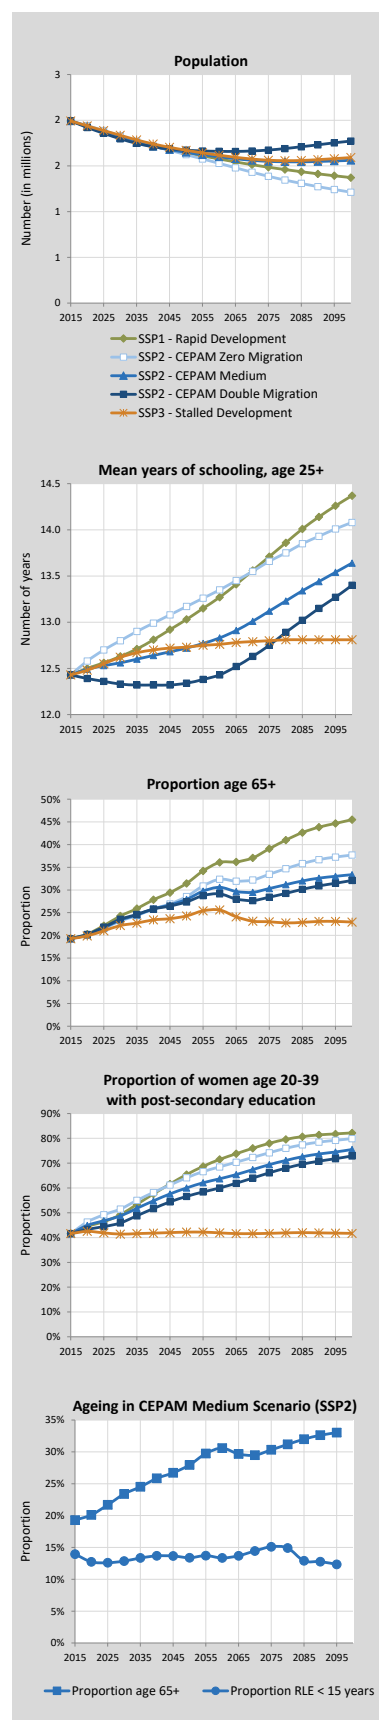 Population
3
2
2
1
1
0
Number (in millions)
2015 2025 2035 2045 2055 2065 2075 2085 2095
SSP1 - Rapid Development
SSP2 - CEPAM Zero Migration
SSP2 - CEPAM Medium
SSP2 - CEPAM Double Migration
SSP3 - Stalled Development
Mean years of schooling, age 25+
14.5
14.0
13.5
13.0
12.5
12.0
Number of years
2015 2025 2035 2045 2055 2065 2075 2085 2095
Proportion age 65+
50%
45%
40%
35%
30%
25%
20%
15%
10%
5%
0%
Proportion
2015 2025 2035 2045 2055 2065 2075 2085 2095
Proportion of women age 20-39
with post-secondary education
90%
80%
70%
60%
50%
40%
30%
20%
10%
0%
Proportion
2015 2025 2035 2045 2055 2065 2075 2085 2095
Ageing in CEPAM Medium Scenario (SSP2)
35%
30%
25%
20%
15%
10%
5%
0%
Proportion
2015 2025 2035 2045 2055 2065 2075 2085 2095
Proportion age 65+ Proportion RLE < 15 years